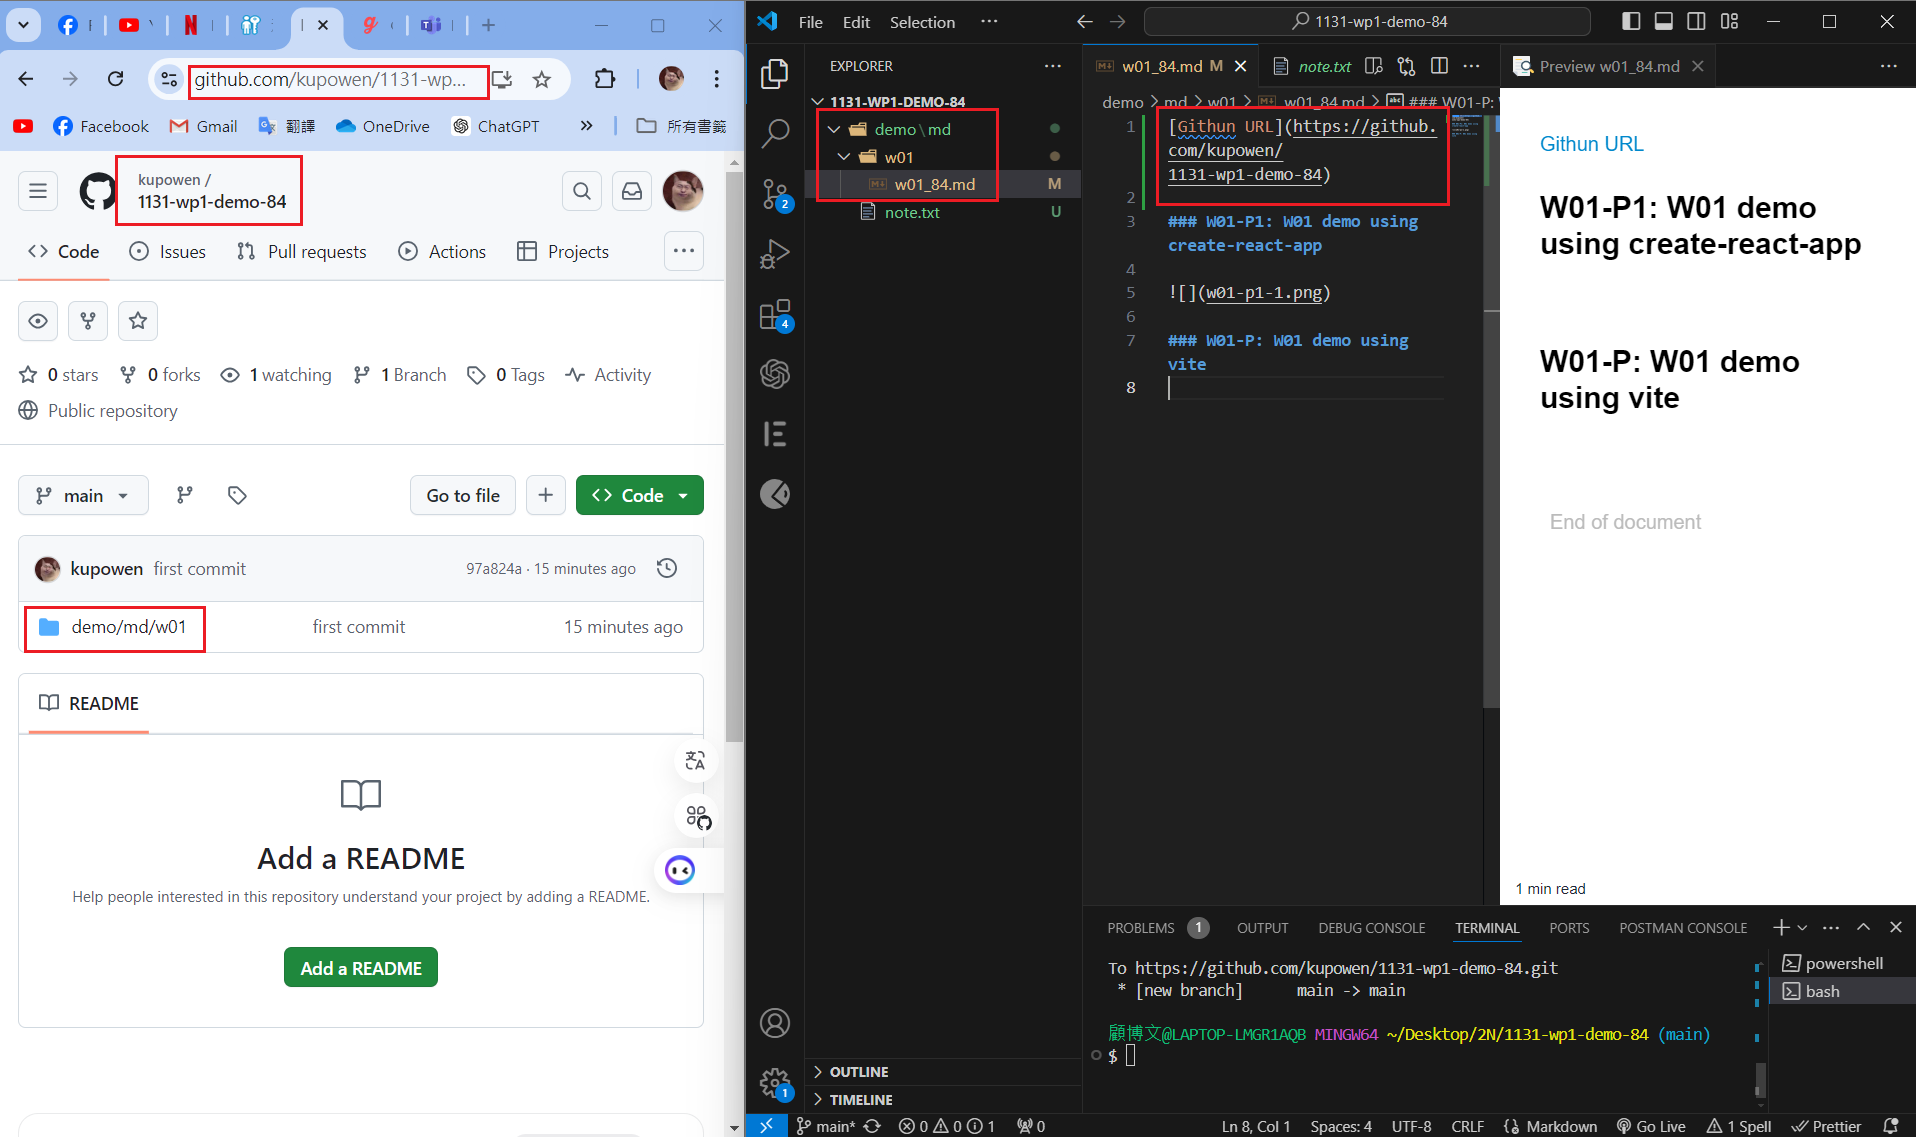 github.com/kupowen/1131-wp...
Facebook
Gmail
翻譯
OneDrive
ChatGPT
所有書籤
kupowen /
1131-wp1-demo-84
Code
Issues
Pull requests
Actions
Projects
0 stars
0 forks
1 watching
1 Branch
0 Tags
Activity
Public repository
main
Go to file
Code
kupowen first commit
97a824a · 15 minutes ago
demo/md/w01
first commit
15 minutes ago
README
Add a README
Help people interested in this repository understand your project by adding a README.
Add a README
File Edit Selection ...
1131-wp1-demo-84
EXPLORER
1131-WP1-DEMO-84
demo\md
w01
w01_84.md M
note.txt U
2
4
1
OUTLINE
TIMELINE
w01_84.md M
note.txt
demo > md > w01 > w01_84.md > ### W01-P:
1 [Githun URL](https://github.
com/kupowen/
1131-wp1-demo-84)
2
3 ### W01-P1: W01 demo using
create-react-app
4
5 ![](w01-p1-1.png)
6
7 ### W01-P: W01 demo using
vite
8
Preview w01_84.md
Githun URL
W01-P1: W01 demo
using create-react-app
W01-P: W01 demo
using vite
End of document
1 min read
PROBLEMS 1 OUTPUT DEBUG CONSOLE TERMINAL PORTS POSTMAN CONSOLE
To https://github.com/kupowen/1131-wp1-demo-84.git
* [new branch] main -> main
顧博文@LAPTOP-LMGR1AQB MINGW64 ~/Desktop/2N/1131-wp1-demo-84 (main)
$
powershell
bash
main* 0 0 1 0 Ln 8, Col 1 Spaces: 4 UTF-8 CRLF Markdown Go Live 1 Spell Prettier